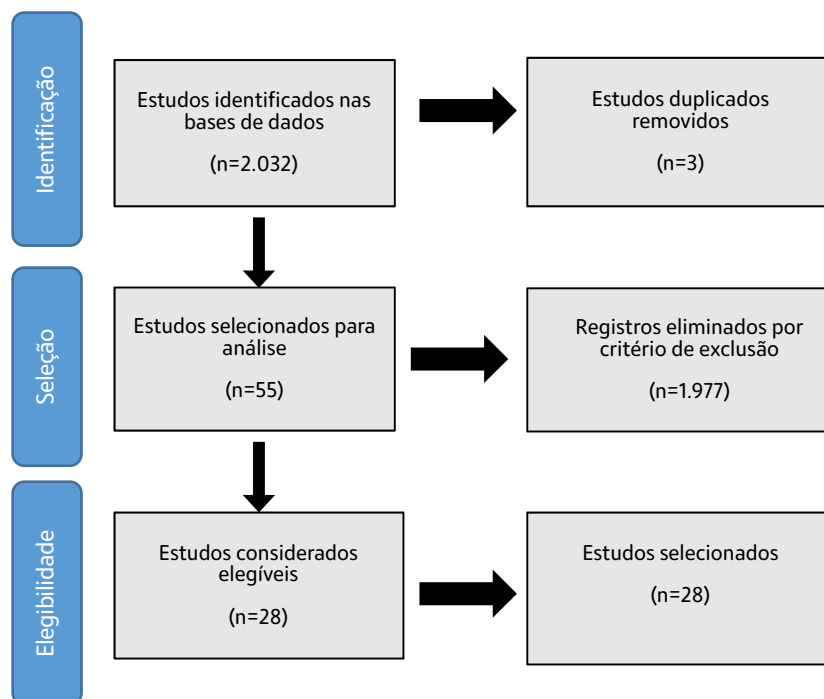 Identificação
Estudos identificados nas
bases de dados
(n=2.032)
Estudos duplicados
removidos
(n=3)
Seleção
Estudos selecionados para
análise
(n=55)
Registros eliminados por
critério de exclusão
(n=1.977)
Elegibilidade
Estudos considerados
elegíveis
(n=28)
Estudos selecionados
(n=28)